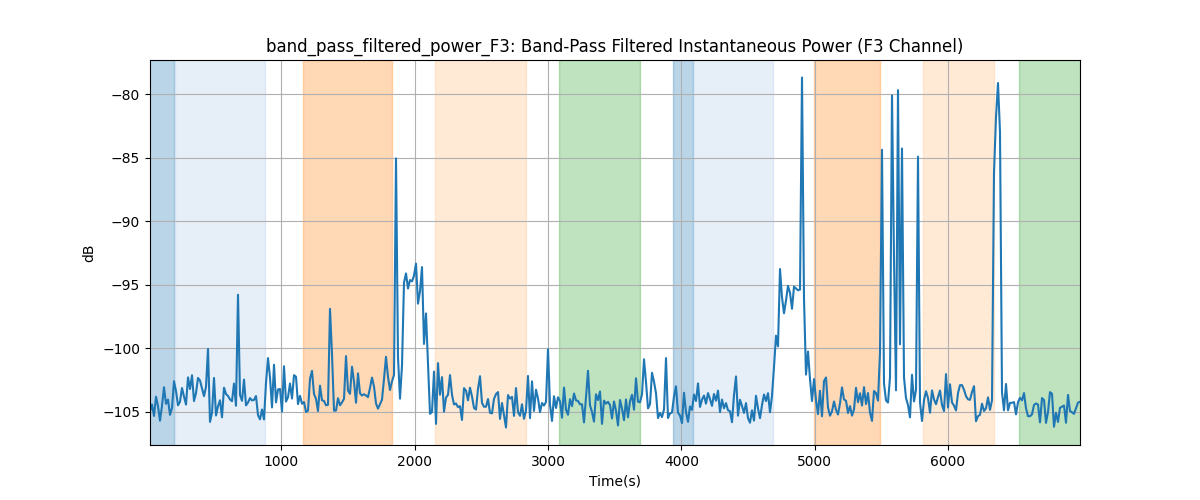 band_pass_filtered_power_F3: Band-Pass Filtered Instantaneous Power (F3 Channel)
−80
−85
−90
−95
−100
−105
dB
1000 2000 3000 4000 5000 6000
Time(s)